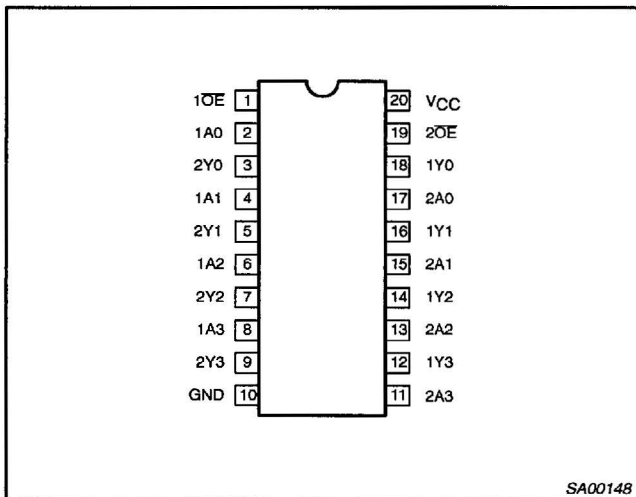 1O̅E̅ 1 20 VCC
1A0 2 19 2O̅E̅
2Y0 3 18 1Y0
1A1 4 17 2A0
2Y1 5 16 1Y1
1A2 6 15 2A1
2Y2 7 14 1Y2
1A3 8 13 2A2
2Y3 9 12 1Y3
GND 10 11 2A3
SA00148